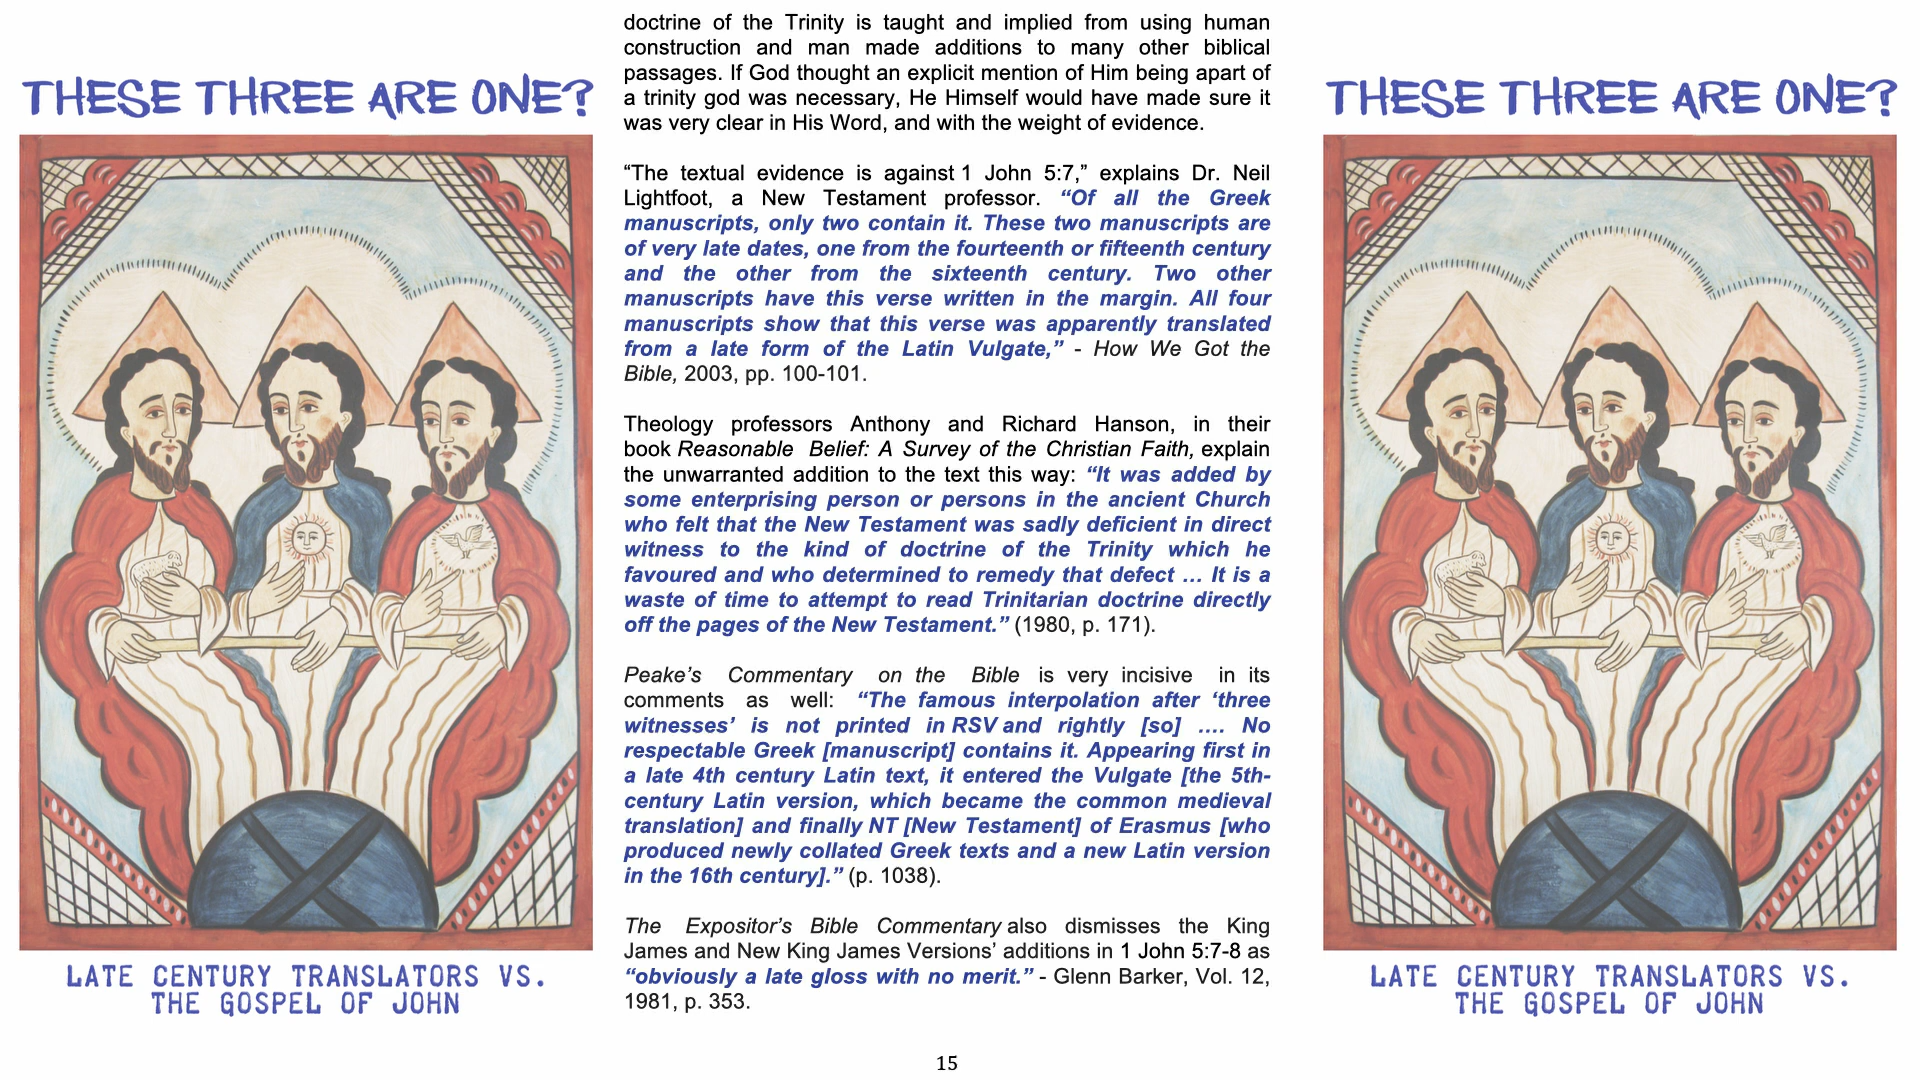 THESE THREE ARE ONE?
LATE CENTURY TRANSLATORS VS.
THE GOSPEL OF JOHN
doctrine of the Trinity is taught and implied from using human
construction and man made additions to many other biblical
passages. If God thought an explicit mention of Him being apart of
a trinity god was necessary, He Himself would have made sure it
was very clear in His Word, and with the weight of evidence.
“The textual evidence is against 1 John 5:7,” explains Dr. Neil
Lightfoot, a New Testament professor. “Of all the Greek
manuscripts, only two contain it. These two manuscripts are
of very late dates, one from the fourteenth or fifteenth century
and the other from the sixteenth century. Two other
manuscripts have this verse written in the margin. All four
manuscripts show that this verse was apparently translated
from a late form of the Latin Vulgate,” - How We Got the
Bible, 2003, pp. 100-101.
Theology professors Anthony and Richard Hanson, in their
book Reasonable Belief: A Survey of the Christian Faith, explain
the unwarranted addition to the text this way: “It was added by
some enterprising person or persons in the ancient Church
who felt that the New Testament was sadly deficient in direct
witness to the kind of doctrine of the Trinity which he
favoured and who determined to remedy that defect … It is a
waste of time to attempt to read Trinitarian doctrine directly
off the pages of the New Testament.” (1980, p. 171).
Peake’s Commentary on the Bible is very incisive in its
comments as well: “The famous interpolation after ‘three
witnesses’ is not printed in RSV and rightly [so] …. No
respectable Greek [manuscript] contains it. Appearing first in
a late 4th century Latin text, it entered the Vulgate [the 5th-
century Latin version, which became the common medieval
translation] and finally NT [New Testament] of Erasmus [who
produced newly collated Greek texts and a new Latin version
in the 16th century].” (p. 1038).
The Expositor’s Bible Commentary also dismisses the King
James and New King James Versions’ additions in 1 John 5:7-8 as
“obviously a late gloss with no merit.” - Glenn Barker, Vol. 12,
1981, p. 353.
15
THESE THREE ARE ONE?
LATE CENTURY TRANSLATORS VS.
THE GOSPEL OF JOHN